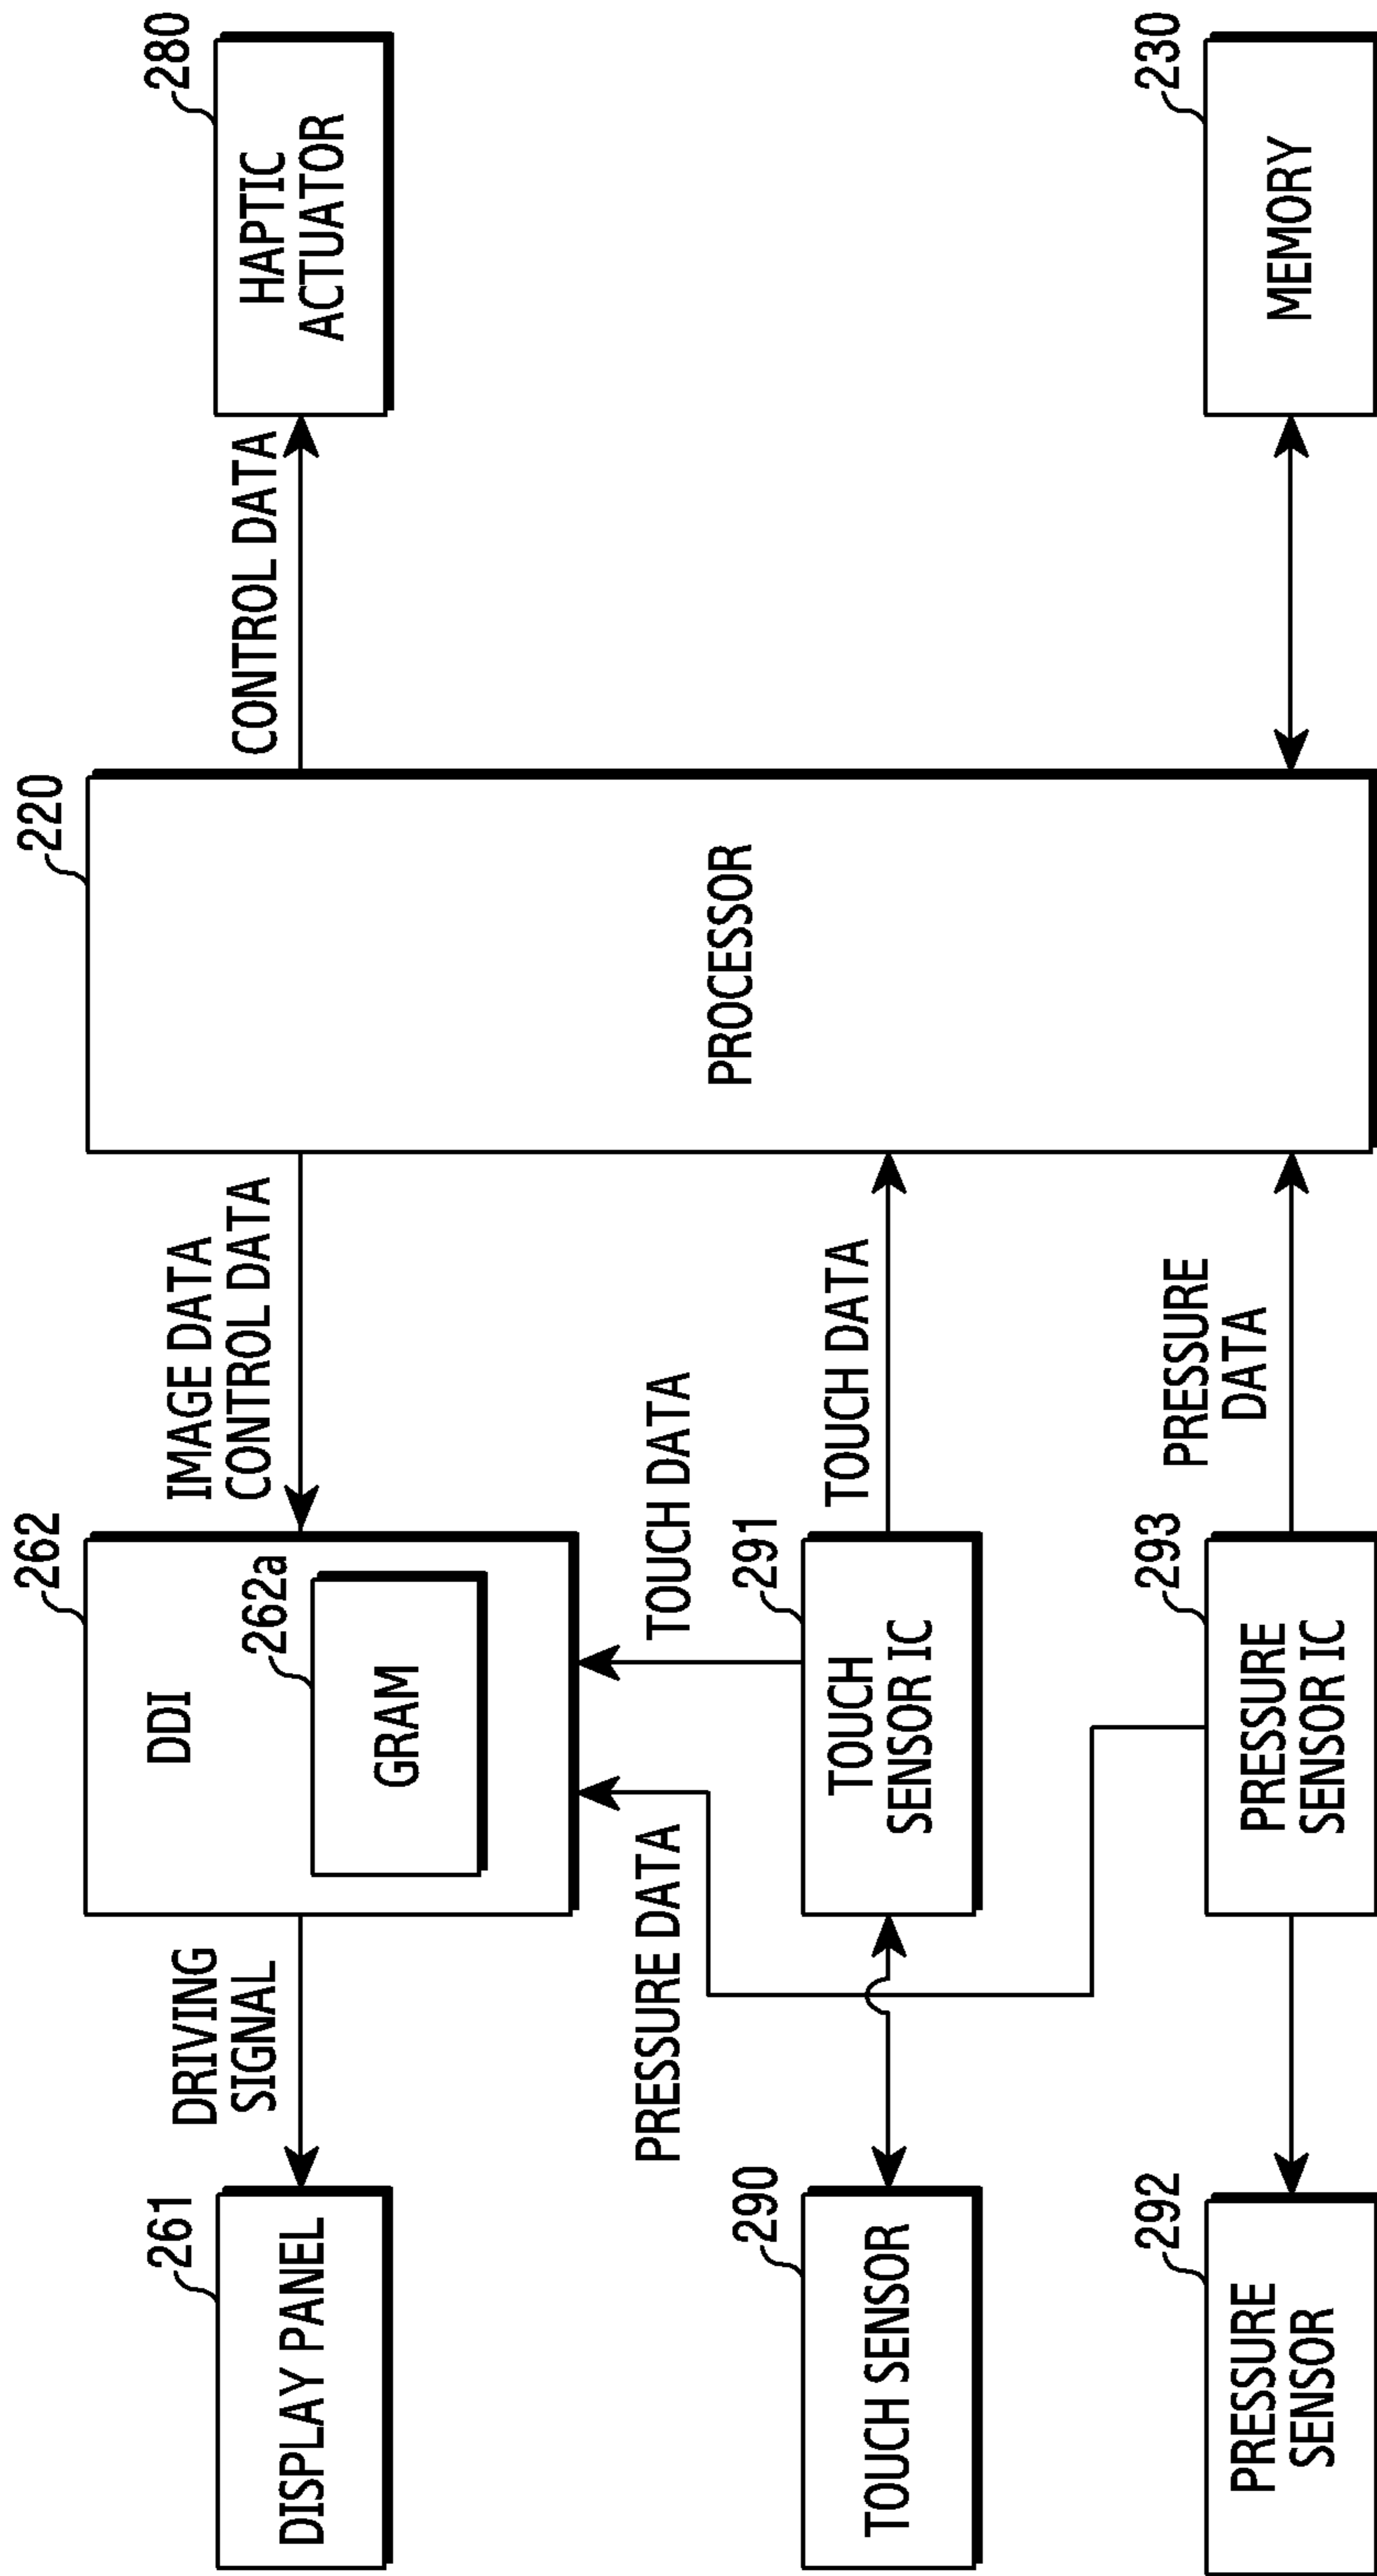 261
DISPLAY PANEL
DRIVING
SIGNAL
262
DDI
262a
GRAM
IMAGE DATA
CONTROL DATA
220
PROCESSOR
CONTROL DATA
280
HAPTIC
ACTUATOR
PRESSURE DATA
TOUCH DATA
290
TOUCH SENSOR
291
TOUCH
SENSOR IC
TOUCH DATA
292
PRESSURE
SENSOR
293
PRESSURE
SENSOR IC
PRESSURE
DATA
230
MEMORY